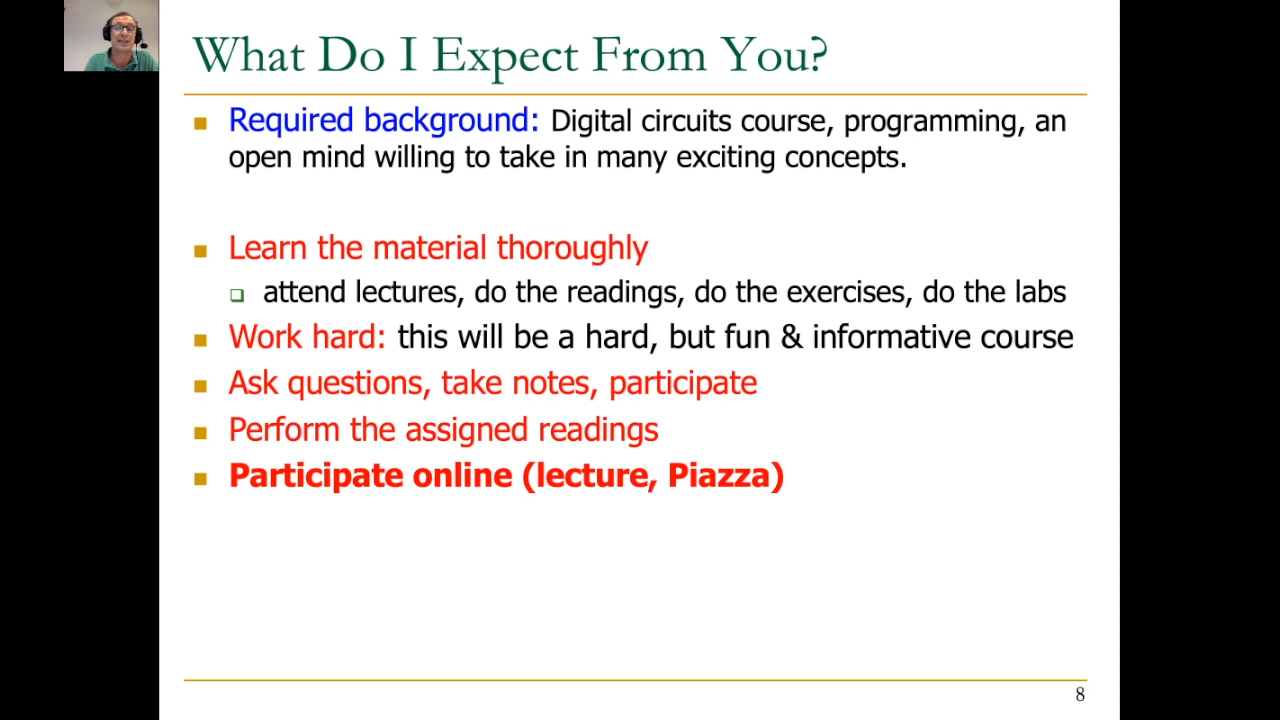 What Do I Expect From You?
Required background: Digital circuits course, programming, an
open mind willing to take in many exciting concepts.
Learn the material thoroughly
attend lectures, do the readings, do the exercises, do the labs
Work hard: this will be a hard, but fun & informative course
Ask questions, take notes, participate
Perform the assigned readings
Participate online (lecture, Piazza)
8